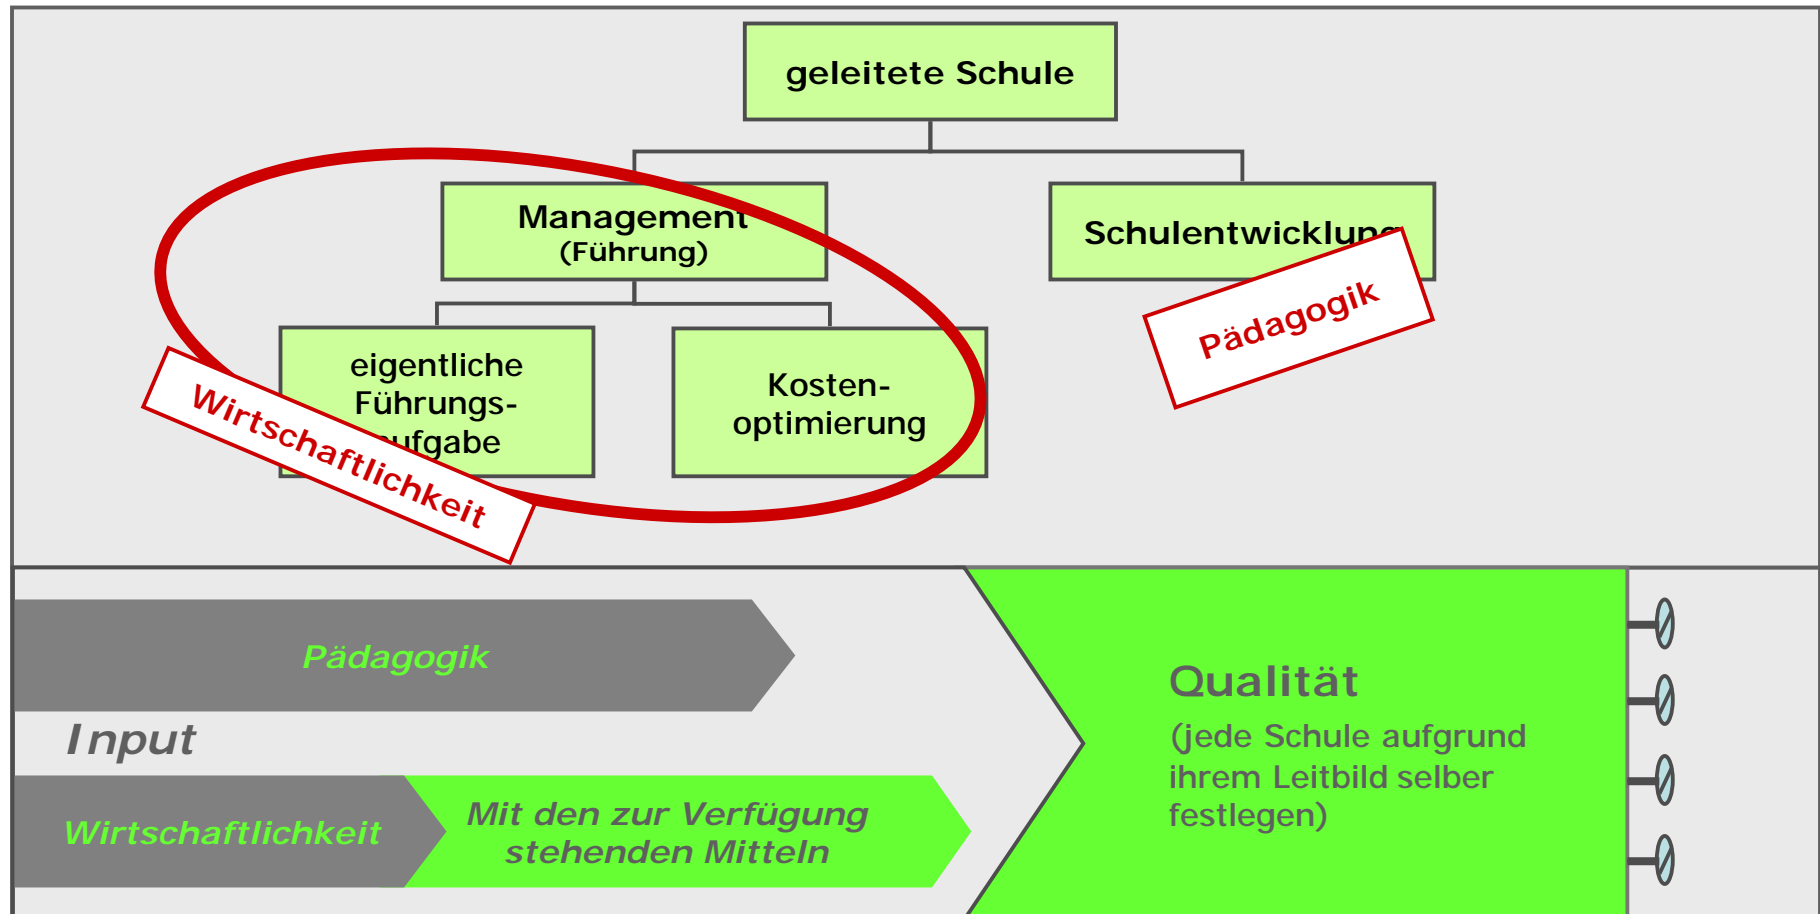 geleitete Schule
Management
(Führung)
Schulentwicklung
Pädagogik
eigentliche
Führungs-
aufgabe
Kosten-
optimierung
Wirtschaftlichkeit
Pädagogik
Input
Wirtschaftlichkeit
Mit den zur Verfügung
stehenden Mitteln
Qualität
(jede Schule aufgrund
ihrem Leitbild selber
festlegen)